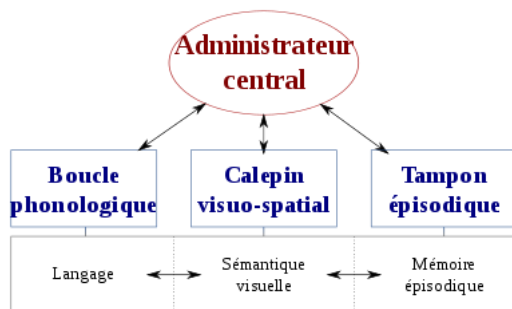 Administrateur
central
Boucle
phonologique
Calepin
visuo-spatial
Tampon
épisodique
Langage
Sémantique
visuelle
Mémoire
épisodique